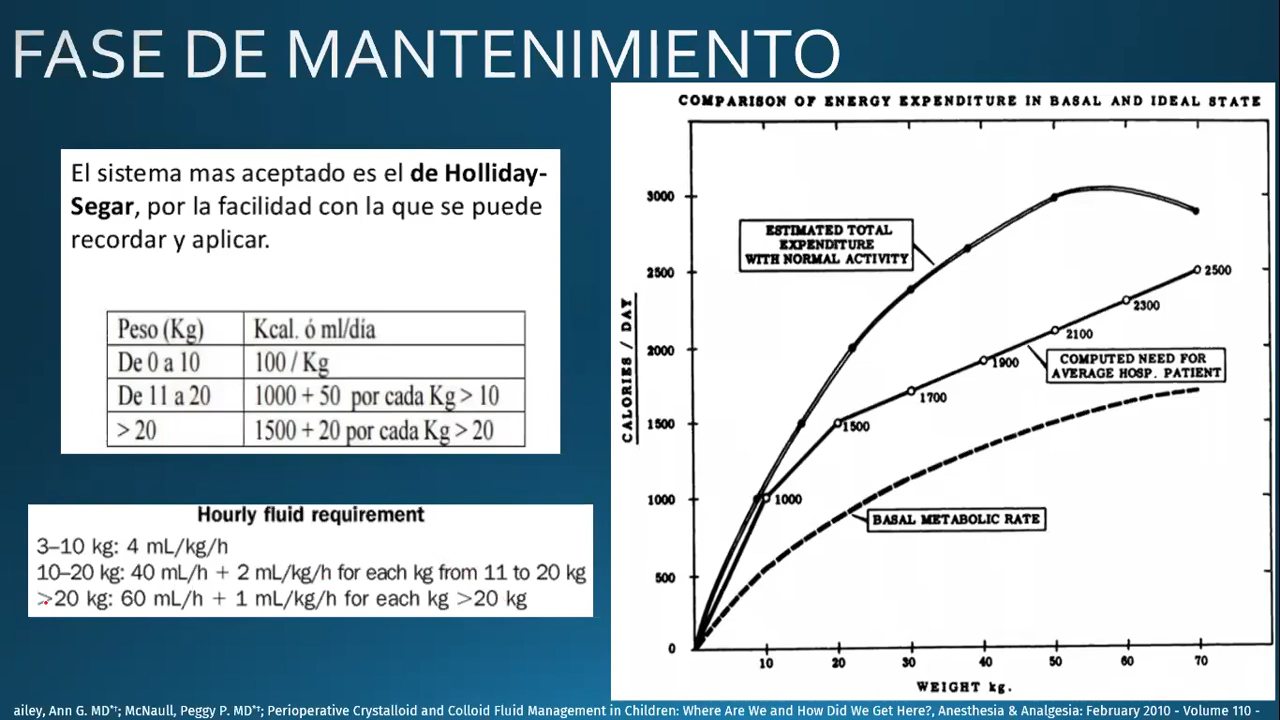 FASE DE MANTENIMIENTO
El sistema mas aceptado es el de Holliday-
Segar, por la facilidad con la que se puede
recordar y aplicar.
Peso (Kg) Kcal. ó ml/día
De 0 a 10 100 / Kg
De 11 a 20 1000 + 50 por cada Kg > 10
> 20 1500 + 20 por cada Kg > 20
Hourly fluid requirement
3–10 kg: 4 mL/kg/h
10–20 kg: 40 mL/h + 2 mL/kg/h for each kg from 11 to 20 kg
>20 kg: 60 mL/h + 1 mL/kg/h for each kg >20 kg
COMPARISON OF ENERGY EXPENDITURE IN BASAL AND IDEAL STATE
CALORIES / DAY
3000
2500
2000
1500
1000
500
0
ESTIMATED TOTAL
EXPENDITURE
WITH NORMAL ACTIVITY
2500
2300
2100
1900
1700
1500
1000
COMPUTED NEED FOR
AVERAGE HOSP. PATIENT
BASAL METABOLIC RATE
10 20 30 40 50 60 70
WEIGHT kg.
ailey, Ann G. MD*†; McNaull, Peggy P. MD*†; Perioperative Crystalloid and Colloid Fluid Management in Children: Where Are We and How Did We Get Here?, Anesthesia & Analgesia: February 2010 - Volume 110 -